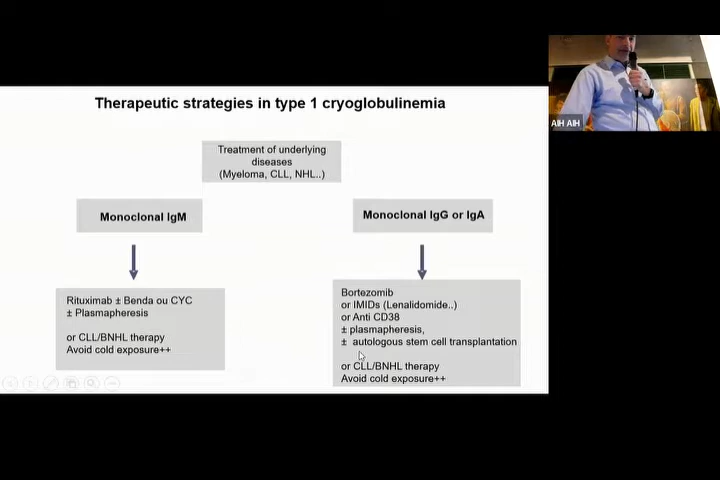 Therapeutic strategies in type 1 cryoglobulinemia
AIH AIH
Treatment of underlying
diseases
(Myeloma, CLL, NHL..)
Monoclonal IgM
Monoclonal IgG or IgA
Rituximab ± Benda ou CYC
± Plasmapheresis
or CLL/BNHL therapy
Avoid cold exposure++
Bortezomib
or IMIDs (Lenalidomide..)
or Anti CD38
± plasmapheresis,
± autologous stem cell transplantation
or CLL/BNHL therapy
Avoid cold exposure++